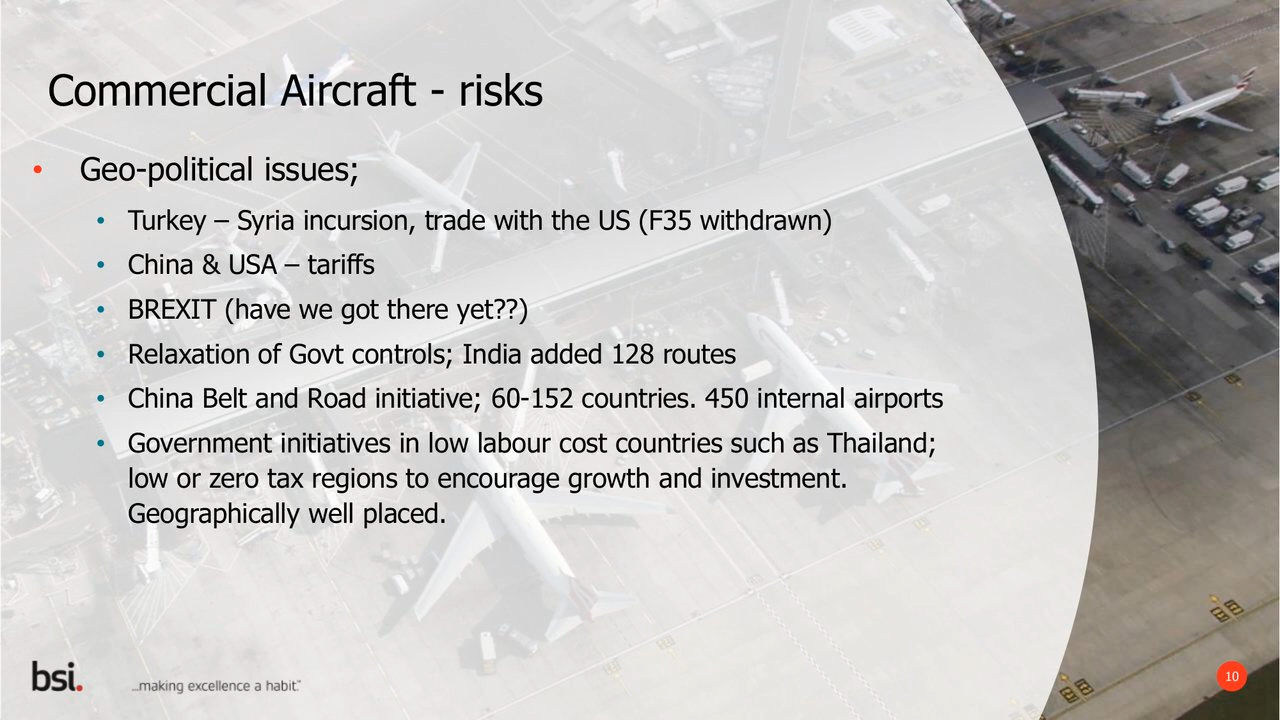 Commercial Aircraft - risks
• Geo-political issues;
• Turkey – Syria incursion, trade with the US (F35 withdrawn)
• China & USA – tariffs
• BREXIT (have we got there yet??)
• Relaxation of Govt controls; India added 128 routes
• China Belt and Road initiative; 60-152 countries. 450 internal airports
• Government initiatives in low labour cost countries such as Thailand;
low or zero tax regions to encourage growth and investment.
Geographically well placed.
bsi. ...making excellence a habit.™
10